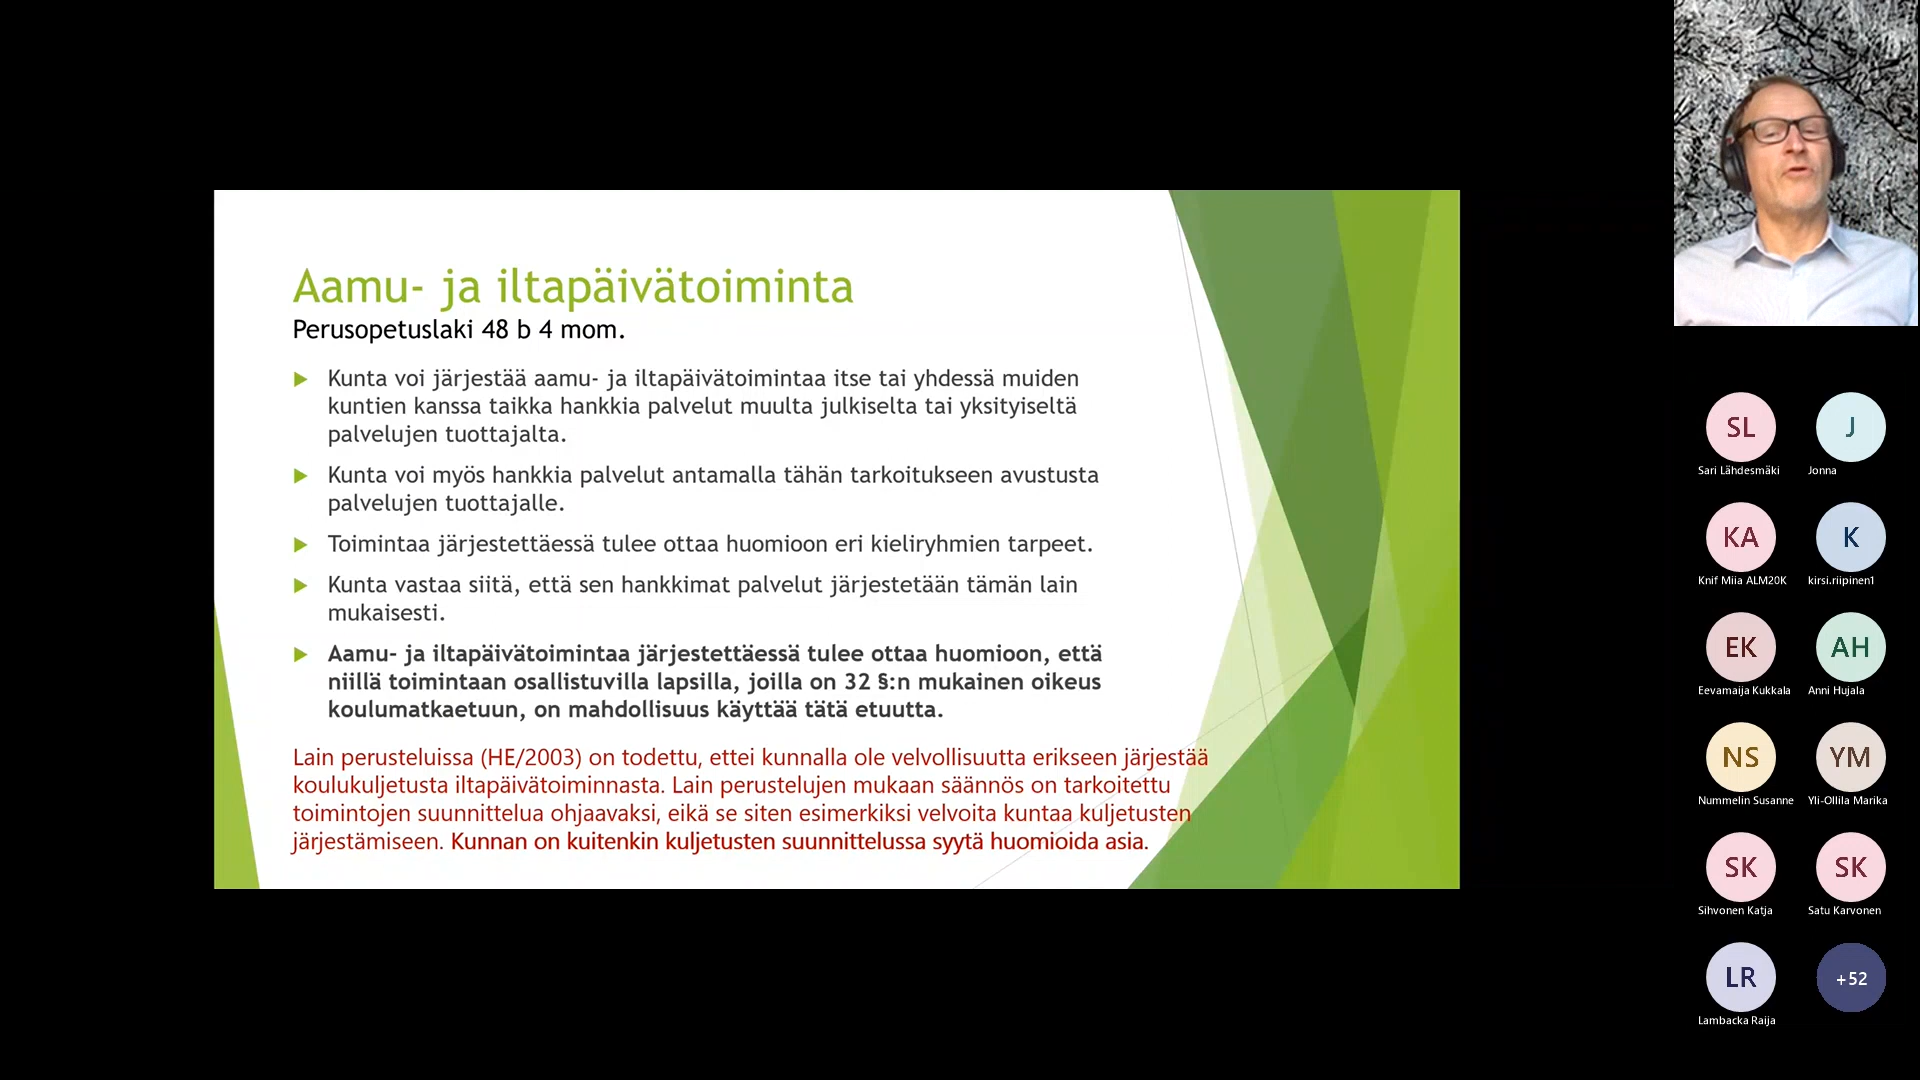 Aamu- ja iltapäivätoiminta
Perusopetuslaki 48 b 4 mom.
Kunta voi järjestää aamu- ja iltapäivätoimintaa itse tai yhdessä muiden
kuntien kanssa taikka hankkia palvelut muulta julkiselta tai yksityiseltä
palvelujen tuottajalta.
Kunta voi myös hankkia palvelut antamalla tähän tarkoitukseen avustusta
palvelujen tuottajalle.
Toimintaa järjestettäessä tulee ottaa huomioon eri kieliryhmien tarpeet.
Kunta vastaa siitä, että sen hankkimat palvelut järjestetään tämän lain
mukaisesti.
Aamu- ja iltapäivätoimintaa järjestettäessä tulee ottaa huomioon, että
niillä toimintaan osallistuvilla lapsilla, joilla on 32 §:n mukainen oikeus
koulumatkaetuun, on mahdollisuus käyttää tätä etuutta.
Lain perusteluissa (HE/2003) on todettu, ettei kunnalla ole velvollisuutta erikseen järjestää
koulukuljetusta iltapäivätoiminnasta. Lain perustelujen mukaan säännös on tarkoitettu
toimintojen suunnittelua ohjaavaksi, eikä se siten esimerkiksi velvoita kuntaa kuljetusten
järjestämiseen. Kunnan on kuitenkin kuljetusten suunnittelussa syytä huomioida asia.
SL
J
Sari Lähdesmäki
Jonna
KA
K
Knif Miia ALM20K
kirsi.riipinen1
EK
AH
Eevamaija Kukkala
Anni Hujala
NS
YM
Nummelin Susanne
Yli-Ollila Marika
SK
SK
Sihvonen Katja
Satu Karvonen
LR
+52
Lambacka Raija